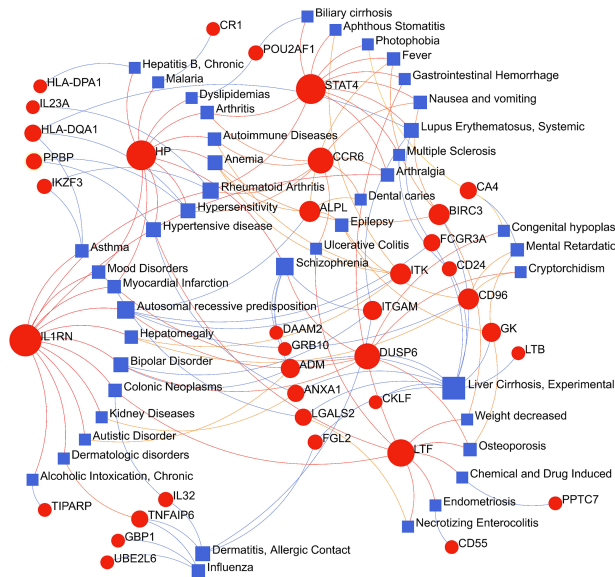 Biliary cirrhosis
CR1
Aphthous Stomatitis
POU2AF1
Photophobia
Fever
Hepatitis B, Chronic
Malaria
Gastrointestinal Hemorrhage
HLA-DPA1
STAT4
Dyslipidemias
IL23A
Arthritis
Nausea and vomiting
HLA-DQA1
Autoimmune Diseases
Lupus Erythematosus, Systemic
HP
Multiple Sclerosis
PPBP
Anemia
CCR6
Arthralgia
IKZF3
Rheumatoid Arthritis
CA4
Dental caries
Hypersensitivity
ALPL
BIRC3
Hypertensive disease
Epilepsy
Congenital hypoplas
FCGR3A
Asthma
Ulcerative Colitis
Mental Retardatic
Schizophrenia
CD24
Mood Disorders
ITK
Cryptorchidism
Myocardial Infarction
CD96
Autosomal recessive predisposition
ITGAM
DAAM2
GK
IL1RN
Hepatomegaly
GRB10
DUSP6
LTB
Bipolar Disorder
ADM
Colonic Neoplasms
ANXA1
Liver Cirrhosis, Experimental
CKLF
Kidney Diseases
LGALS2
Weight decreased
Autistic Disorder
FGL2
Osteoporosis
Dermatologic disorders
LTF
Alcoholic Intoxication, Chronic
Chemical and Drug Induced
IL32
TIPARP
Endometriosis
PPTC7
TNFAIP6
Necrotizing Enterocolitis
GBP1
Dermatitis, Allergic Contact
CD55
UBE2L6
Influenza